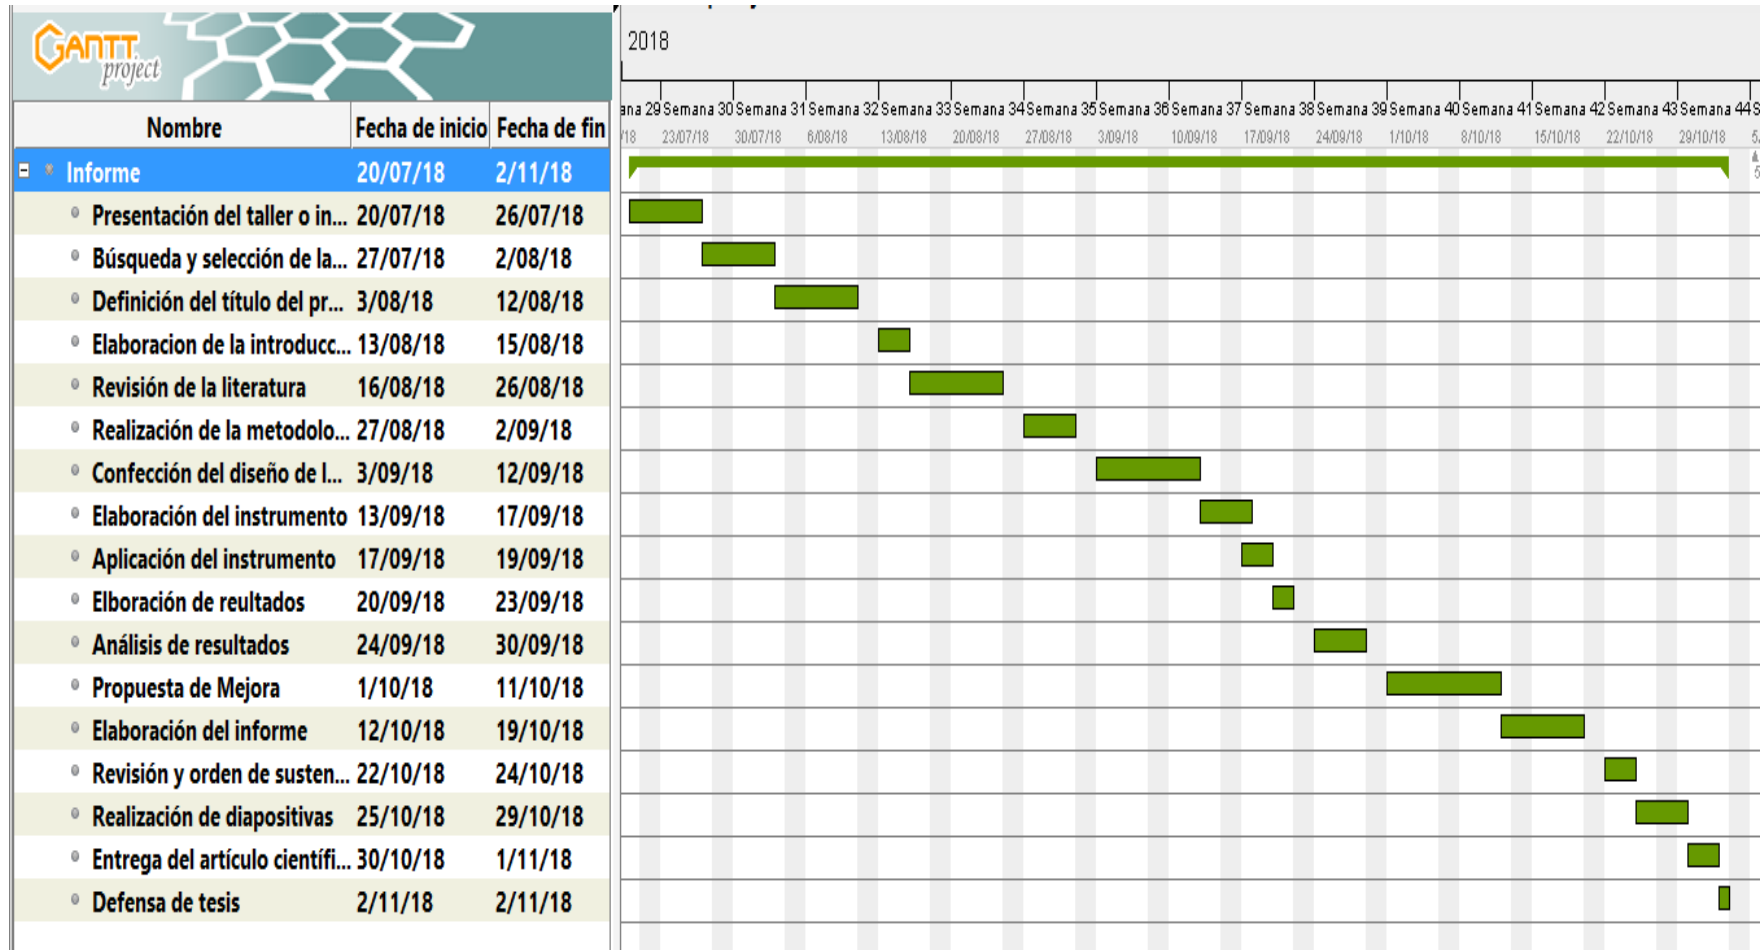 GANTT
project
2018
ana 29 Semana 30 Semana 31 Semana 32 Semana 33 Semana 34 Semana 35 Semana 36 Semana 37 Semana 38 Semana 39 Semana 40 Semana 41 Semana 42 Semana 43 Semana 44 S
Nombre Fecha de inicio Fecha de fin
/18 23/07/18 30/07/18 6/08/18 13/08/18 20/08/18 27/08/18 3/09/18 10/09/18 17/09/18 24/09/18 1/10/18 8/10/18 15/10/18 22/10/18 29/10/18 5
Informe 20/07/18 2/11/18
Presentación del taller o in... 20/07/18 26/07/18
Búsqueda y selección de la... 27/07/18 2/08/18
Definición del título del pr... 3/08/18 12/08/18
Elaboracion de la introducc... 13/08/18 15/08/18
Revisión de la literatura 16/08/18 26/08/18
Realización de la metodolo... 27/08/18 2/09/18
Confección del diseño de l... 3/09/18 12/09/18
Elaboración del instrumento 13/09/18 17/09/18
Aplicación del instrumento 17/09/18 19/09/18
Elboración de reultados 20/09/18 23/09/18
Análisis de resultados 24/09/18 30/09/18
Propuesta de Mejora 1/10/18 11/10/18
Elaboración del informe 12/10/18 19/10/18
Revisión y orden de susten... 22/10/18 24/10/18
Realización de diapositivas 25/10/18 29/10/18
Entrega del artículo científi... 30/10/18 1/11/18
Defensa de tesis 2/11/18 2/11/18